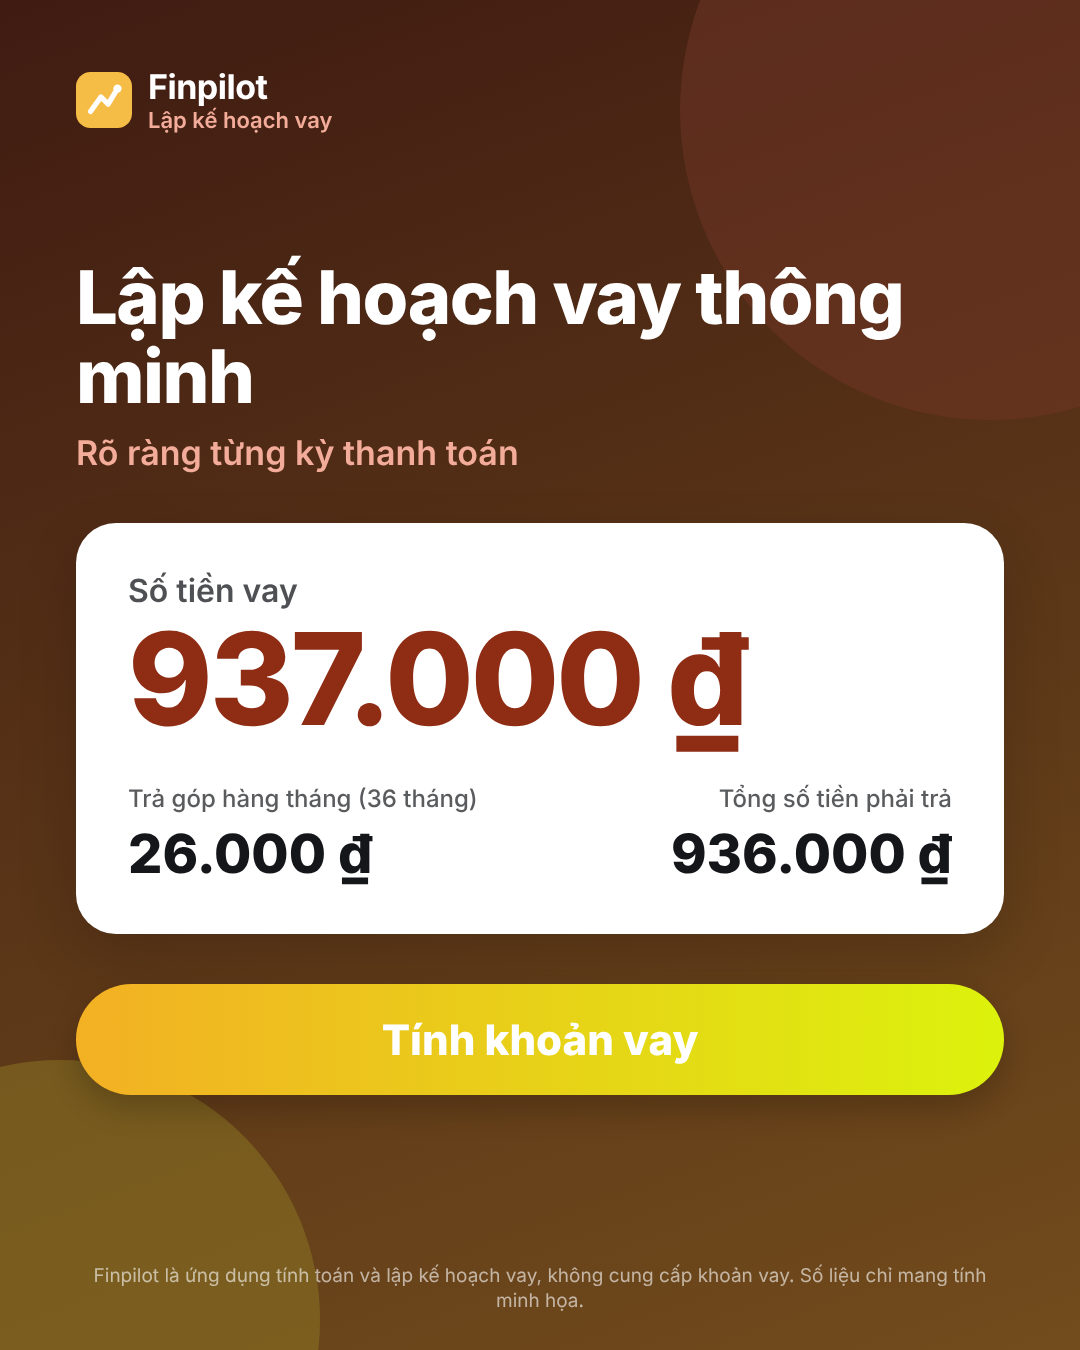 Finpilot
Lập kế hoạch vay
Lập kế hoạch vay thông
minh
Rõ ràng từng kỳ thanh toán
Số tiền vay
937.000 ₫
Trả góp hàng tháng (36 tháng)
26.000 ₫
Tổng số tiền phải trả
936.000 ₫
Tính khoản vay
Finpilot là ứng dụng tính toán và lập kế hoạch vay, không cung cấp khoản vay. Số liệu chỉ mang tính
minh họa.